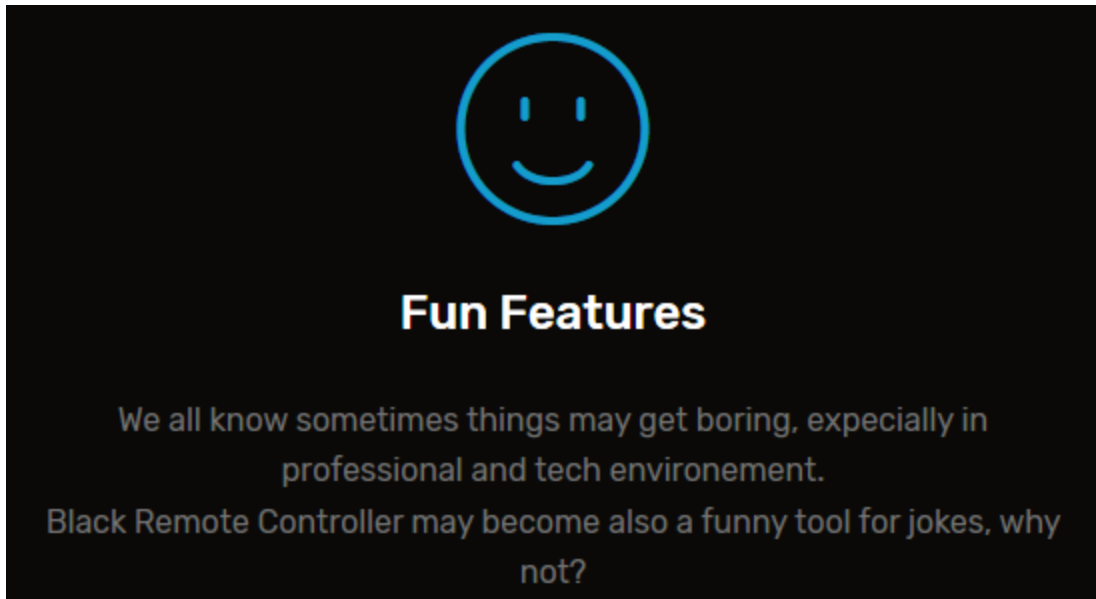 Fun Features
We all know sometimes things may get boring, expecially in
professional and tech environement.
Black Remote Controller may become also a funny tool for jokes, why
not?